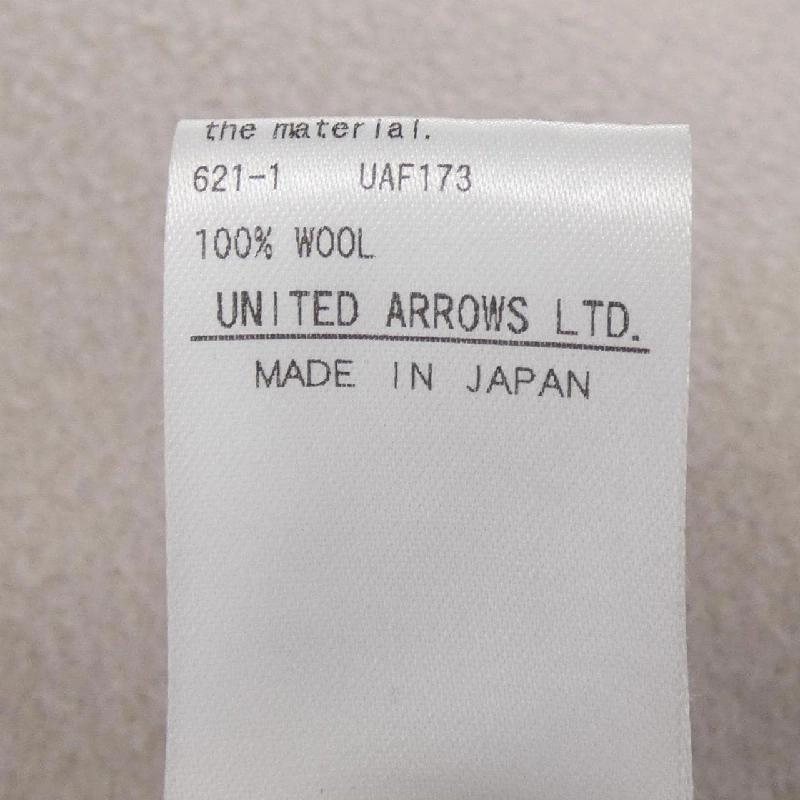 the material.
621-1 UAF173
100% WOOL
UNITED ARROWS LTD.
MADE IN JAPAN